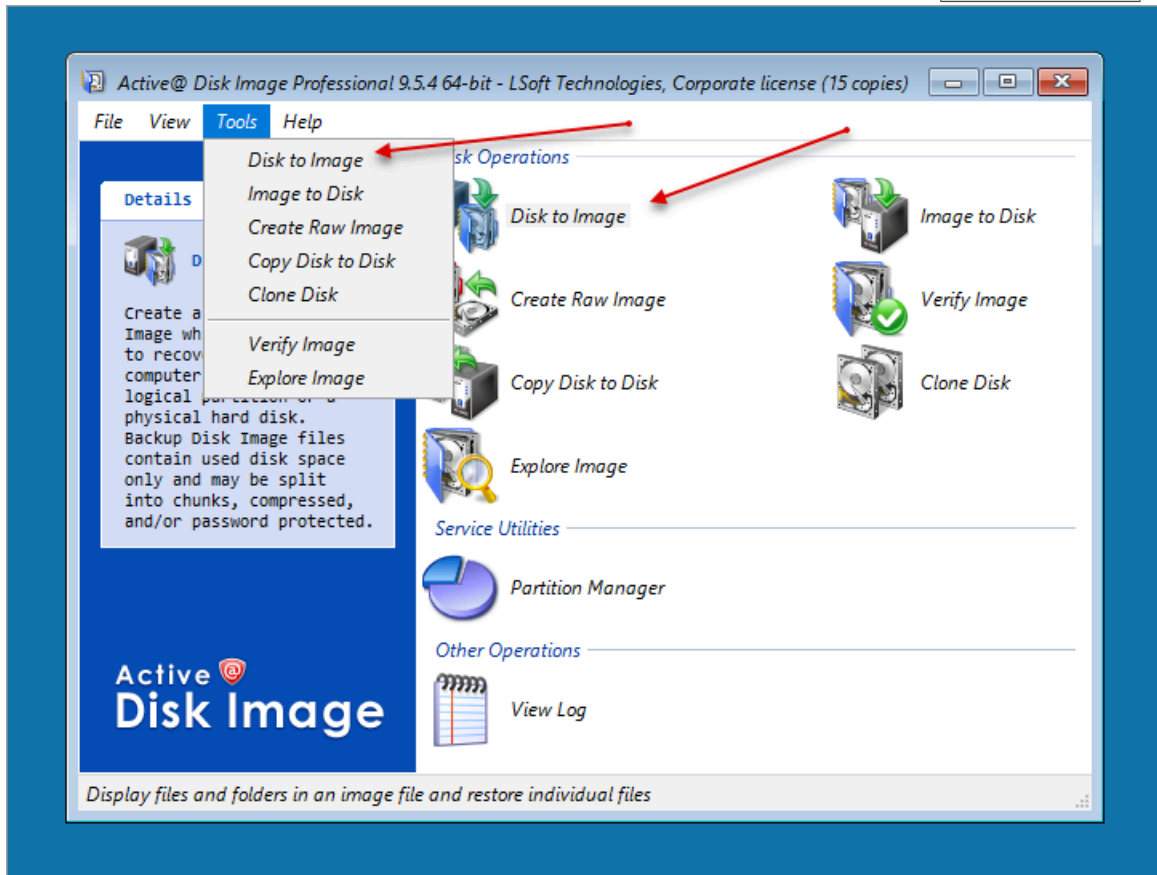 Active@ Disk Image Professional 9.5.4 64-bit - LSoft Technologies, Corporate license (15 copies)
File View Tools Help
Disk to Image
Image to Disk
Create Raw Image
Copy Disk to Disk
Clone Disk
Verify Image
Explore Image
Details
D
Create a
Image wh
to recov
computer
logical partition or a
physical hard disk.
Backup Disk Image files
contain used disk space
only and may be split
into chunks, compressed,
and/or password protected.
Active@
Disk Image
sk Operations
Disk to Image
Image to Disk
Create Raw Image
Verify Image
Copy Disk to Disk
Clone Disk
Explore Image
Service Utilities
Partition Manager
Other Operations
View Log
Display files and folders in an image file and restore individual files